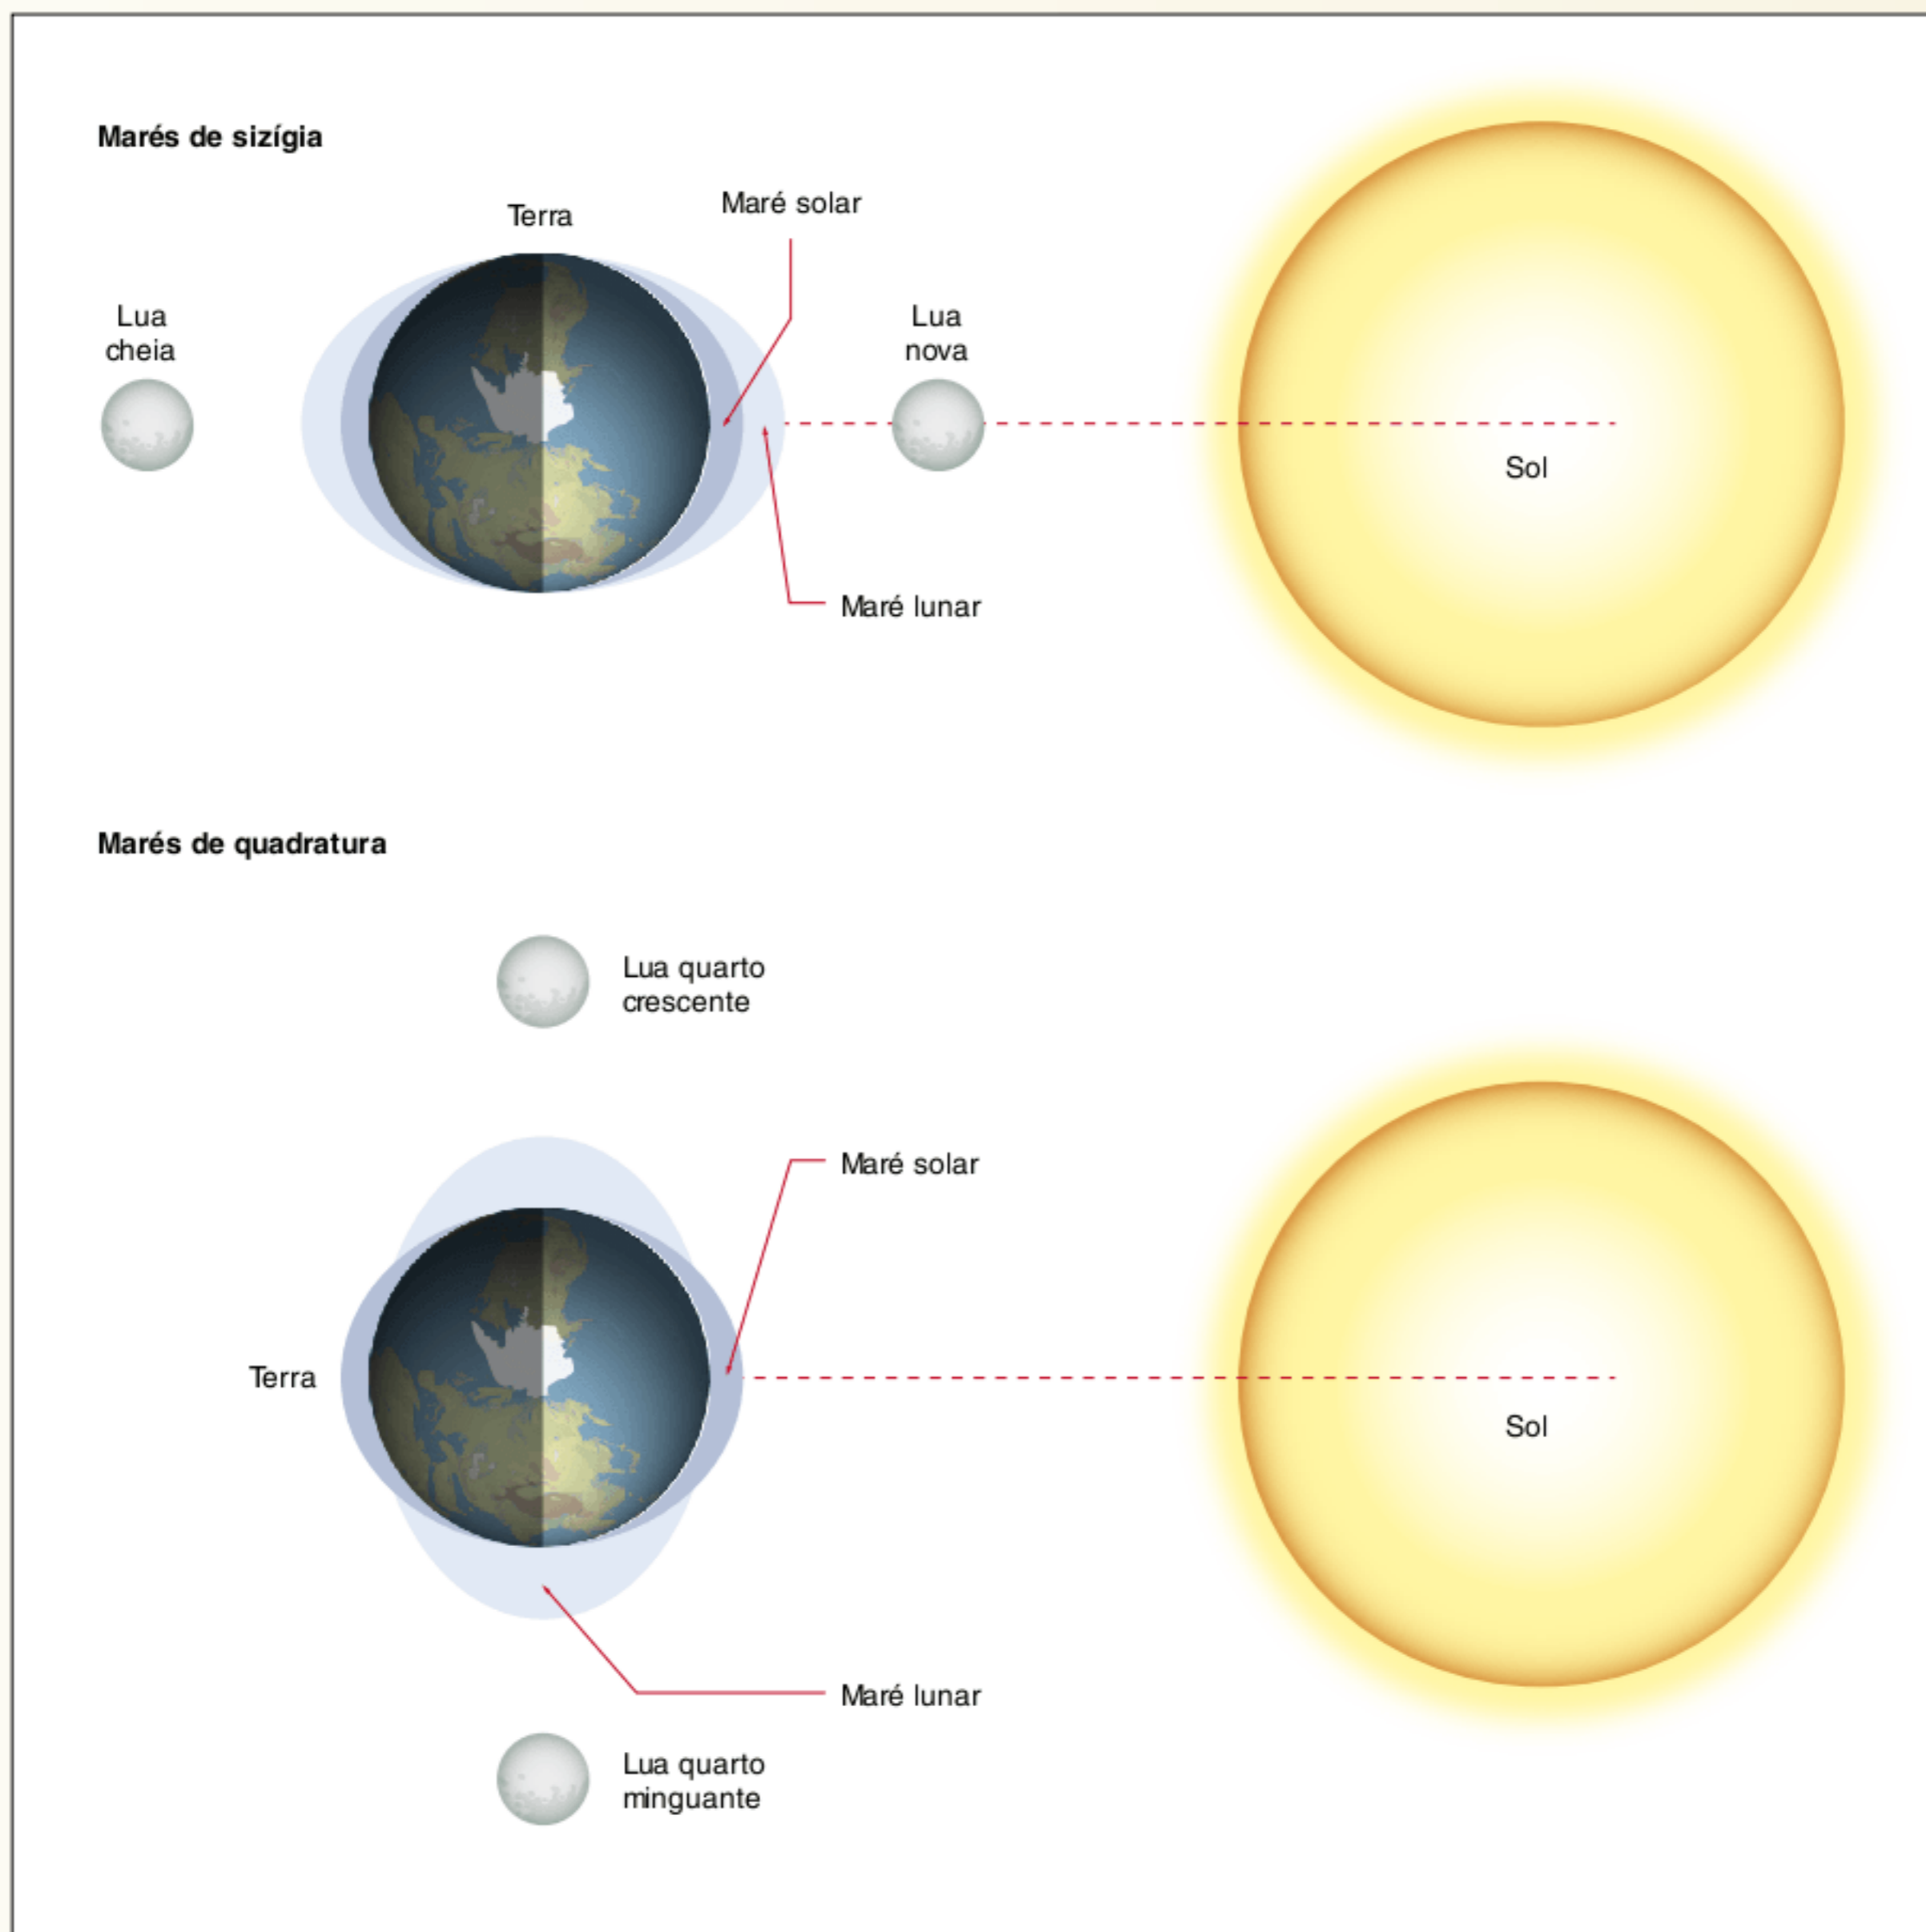 Marés de sizígia
Terra
Maré solar
Lua
cheia
Lua
nova
Sol
Maré lunar
Marés de quadratura
Lua quarto
crescente
Maré solar
Terra
Sol
Maré lunar
Lua quarto
minguante